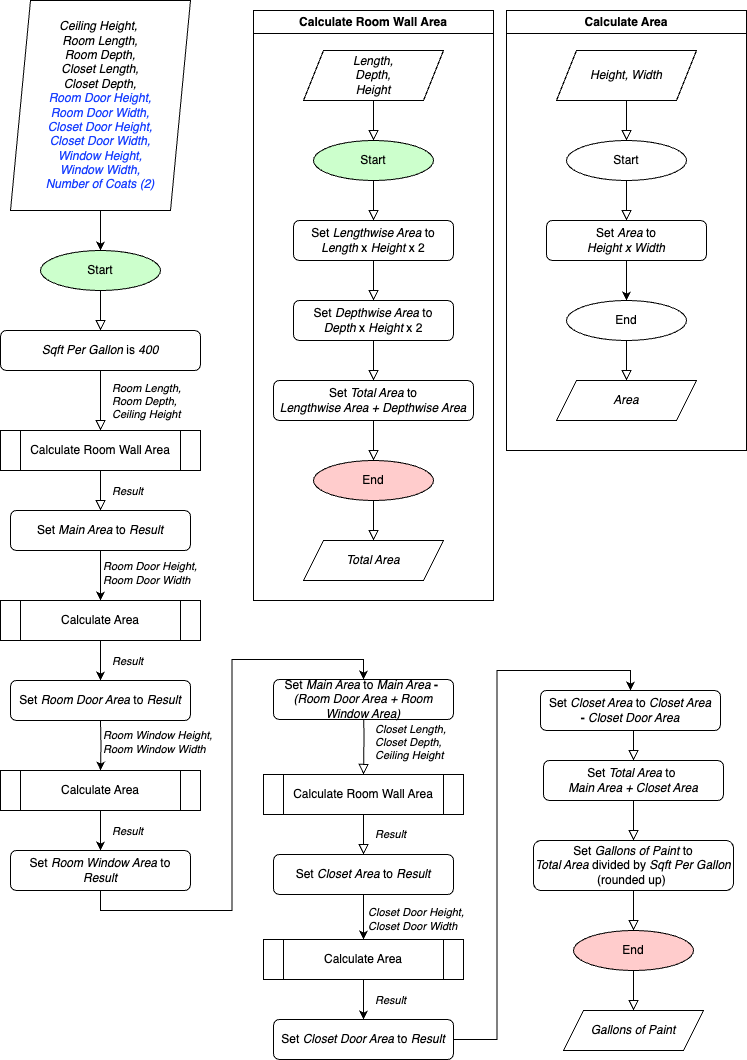 Ceiling Height,
Room Length,
Room Depth,
Closet Length,
Closet Depth,
Room Door Height,
Room Door Width,
Closet Door Height,
Closet Door Width,
Window Height,
Window Width,
Number of Coats (2)
Start
Sqft Per Gallon is 400
Room Length,
Room Depth,
Ceiling Height
Calculate Room Wall Area
Result
Set Main Area to Result
Room Door Height,
Room Door Width
Calculate Area
Result
Set Room Door Area to Result
Room Window Height,
Room Window Width
Calculate Area
Result
Set Room Window Area to
Result
Set Main Area to Main Area -
(Room Door Area + Room
Window Area)
Closet Length,
Closet Depth,
Ceiling Height
Calculate Room Wall Area
Result
Set Closet Area to Result
Closet Door Height,
Closet Door Width
Calculate Area
Result
Set Closet Door Area to Result
Set Closet Area to Closet Area
- Closet Door Area
Set Total Area to
Main Area + Closet Area
Set Gallons of Paint to
Total Area divided by Sqft Per Gallon
(rounded up)
End
Gallons of Paint
Calculate Room Wall Area
Length,
Depth,
Height
Start
Set Lengthwise Area to
Length x Height x 2
Set Depthwise Area to
Depth x Height x 2
Set Total Area to
Lengthwise Area + Depthwise Area
End
Total Area
Calculate Area
Height, Width
Start
Set Area to
Height x Width
End
Area